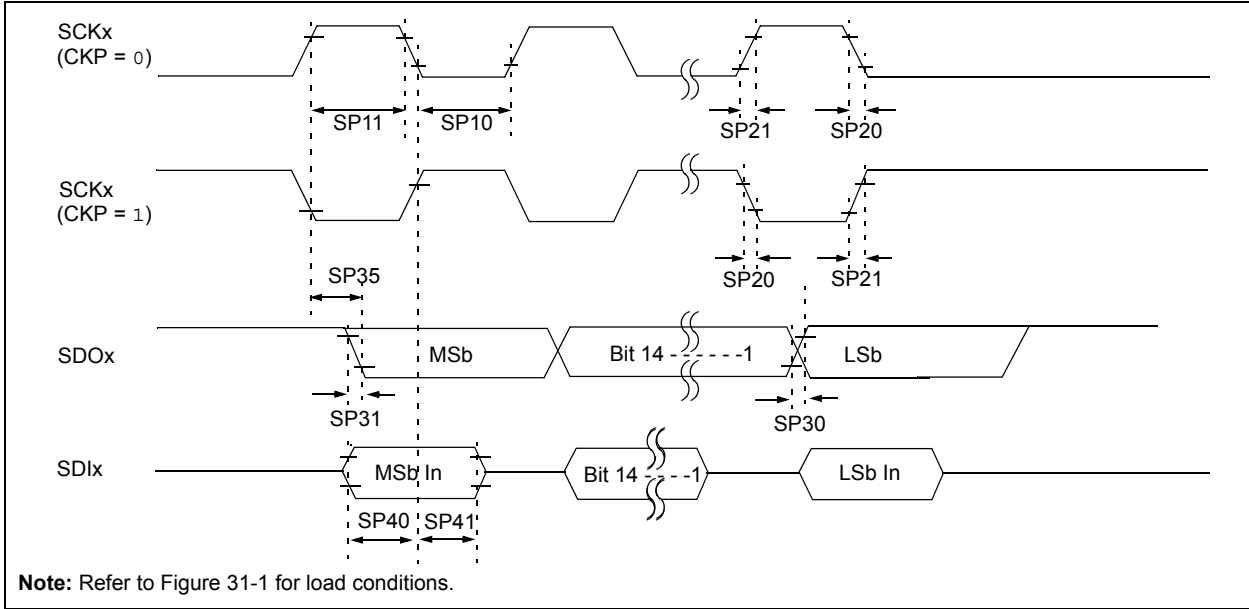 SCKx
(CKP = 0)
SP11
SP10
SP21
SP20
SCKx
(CKP = 1)
SP35
SP20
SP21
SDOx
MSb
Bit 14 - - - - - -1
LSb
SP31
SP30
SDIx
MSb In
Bit 14 - - - -1
LSb In
SP40
SP41
Note: Refer to Figure 31-1 for load conditions.